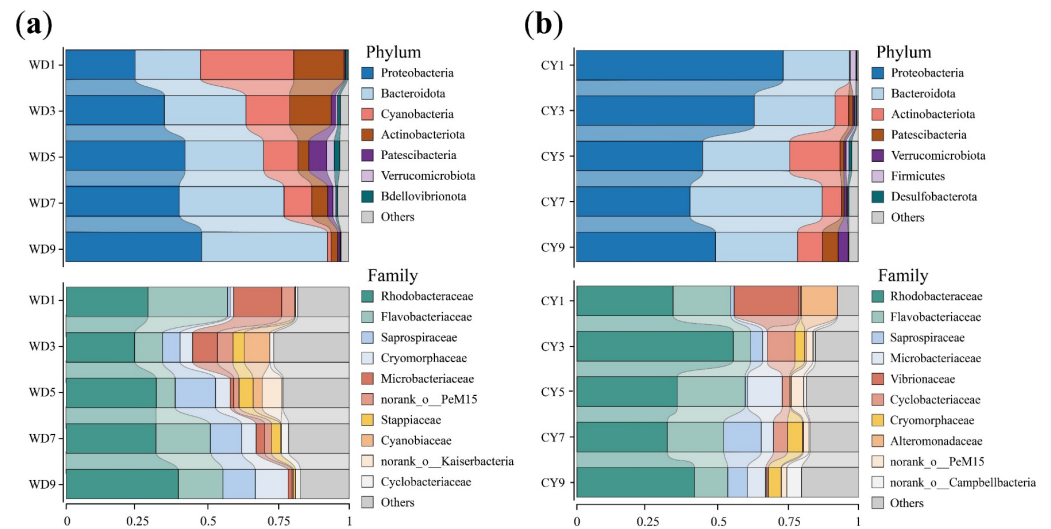 (a)
WD1
WD3
WD5
WD7
WD9
Phylum
Proteobacteria
Bacteroidota
Cyanobacteria
Actinobacteriota
Patescibacteria
Verrucomicrobiota
Bdellovibrionota
Others
WD1
WD3
WD5
WD7
WD9
0 0.25 0.5 0.75 1
Family
Rhodobacteraceae
Flavobacteriaceae
Saprospiraceae
Cryomorphaceae
Microbacteriaceae
norank_o__PeM15
Stappiaceae
Cyanobiaceae
norank_o__Kaiserbacteria
Cyclobacteriaceae
Others
(b)
CY1
CY3
CY5
CY7
CY9
Phylum
Proteobacteria
Bacteroidota
Actinobacteriota
Patescibacteria
Verrucomicrobiota
Firmicutes
Desulfobacterota
Others
CY1
CY3
CY5
CY7
CY9
0 0.25 0.5 0.75 1
Family
Rhodobacteraceae
Flavobacteriaceae
Saprospiraceae
Microbacteriaceae
Vibrionaceae
Cyclobacteriaceae
Cryomorphaceae
Alteromonadaceae
norank_o__PeM15
norank_o__Campbellbacteria
Others